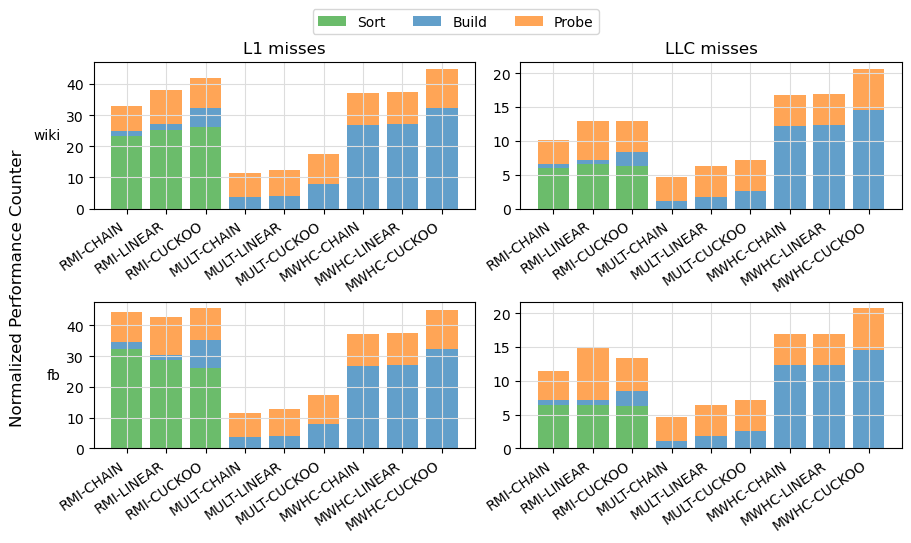 Sort Build Probe
L1 misses
LLC misses
Normalized Performance Counter
wiki
40
30
20
10
0
RMI-CHAIN
RMI-LINEAR
RMI-CUCKOO
MULT-CHAIN
MULT-LINEAR
MULT-CUCKOO
MWHC-CHAIN
MWHC-LINEAR
MWHC-CUCKOO
20
15
10
5
0
RMI-CHAIN
RMI-LINEAR
RMI-CUCKOO
MULT-CHAIN
MULT-LINEAR
MULT-CUCKOO
MWHC-CHAIN
MWHC-LINEAR
MWHC-CUCKOO
fb
40
30
20
10
0
RMI-CHAIN
RMI-LINEAR
RMI-CUCKOO
MULT-CHAIN
MULT-LINEAR
MULT-CUCKOO
MWHC-CHAIN
MWHC-LINEAR
MWHC-CUCKOO
20
15
10
5
0
RMI-CHAIN
RMI-LINEAR
RMI-CUCKOO
MULT-CHAIN
MULT-LINEAR
MULT-CUCKOO
MWHC-CHAIN
MWHC-LINEAR
MWHC-CUCKOO